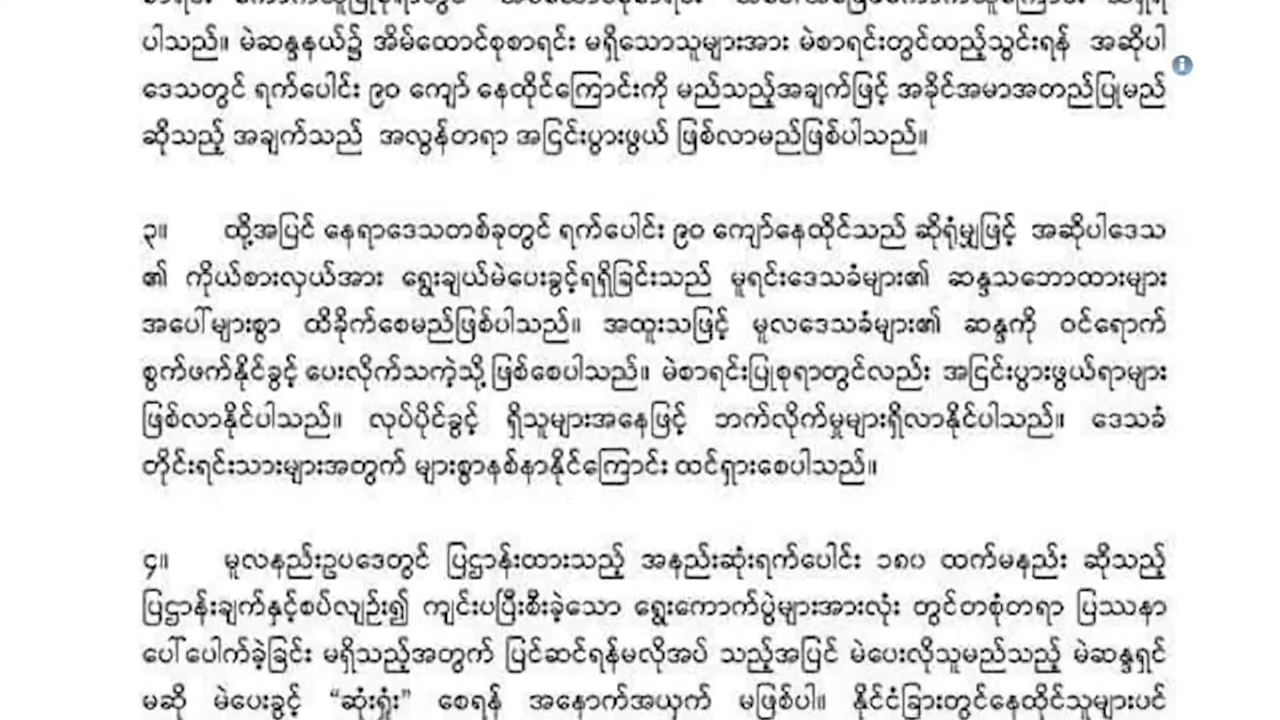 ပါသည်။ မဲဆန္ဒနယ်၌ အိမ်ထောင်စုစာရင်း မရှိသောသူများအား မဲစာရင်းတွင်ထည့်သွင်းရန် အဆိုပါ
ဒေသတွင် ရက်ပေါင်း ၉၀ ကျော် နေထိုင်ကြောင်းကို မည်သည့်အချက်ဖြင့် အခိုင်အမာအတည်ပြုမည်
ဆိုသည့် အချက်သည် အလွန်တရာ အငြင်းပွားဖွယ် ဖြစ်လာမည်ဖြစ်ပါသည်။
၃။ ထို့အပြင် နေရာဒေသတစ်ခုတွင် ရက်ပေါင်း ၉၀ ကျော်နေထိုင်သည် ဆိုရုံမျှဖြင့် အဆိုပါဒေသ
၏ ကိုယ်စားလှယ်အား ရွေးချယ်မဲပေးခွင့်ရရှိခြင်းသည် မူရင်းဒေသခံများ၏ ဆန္ဒသဘောထားများ
အပေါ်များစွာ ထိခိုက်စေမည်ဖြစ်ပါသည်။ အထူးသဖြင့် မူလဒေသခံများ၏ ဆန္ဒကို ဝင်ရောက်
စွက်ဖက်နိုင်ခွင့် ပေးလိုက်သကဲ့သို့ ဖြစ်စေပါသည်။ မဲစာရင်းပြုစုရာတွင်လည်း အငြင်းပွားဖွယ်ရာများ
ဖြစ်လာနိုင်ပါသည်။ လုပ်ပိုင်ခွင့် ရှိသူများအနေဖြင့် ဘက်လိုက်မှုများရှိလာနိုင်ပါသည်။ ဒေသခံ
တိုင်းရင်းသားများအတွက် များစွာနစ်နာနိုင်ကြောင်း ထင်ရှားစေပါသည်။
၄။ မူလနည်းဥပဒေတွင် ပြဋ္ဌာန်းထားသည့် အနည်းဆုံးရက်ပေါင်း ၁၈၀ ထက်မနည်း ဆိုသည့်
ပြဋ္ဌာန်းချက်နှင့်စပ်လျဉ်း၍ ကျင်းပပြီးစီးခဲ့သော ရွေးကောက်ပွဲများအားလုံး တွင်တစုံတရာ ပြဿနာ
ပေါ်ပေါက်ခဲ့ခြင်း မရှိသည့်အတွက် ပြင်ဆင်ရန်မလိုအပ် သည့်အပြင် မဲပေးလိုသူမည်သည့် မဲဆန္ဒရှင်
မဆို မဲပေးခွင့် “ဆုံးရှုံး” စေရန် အနှောက်အယှက် မဖြစ်ပါ။ နိုင်ငံခြားတွင်နေထိုင်သူများပင်